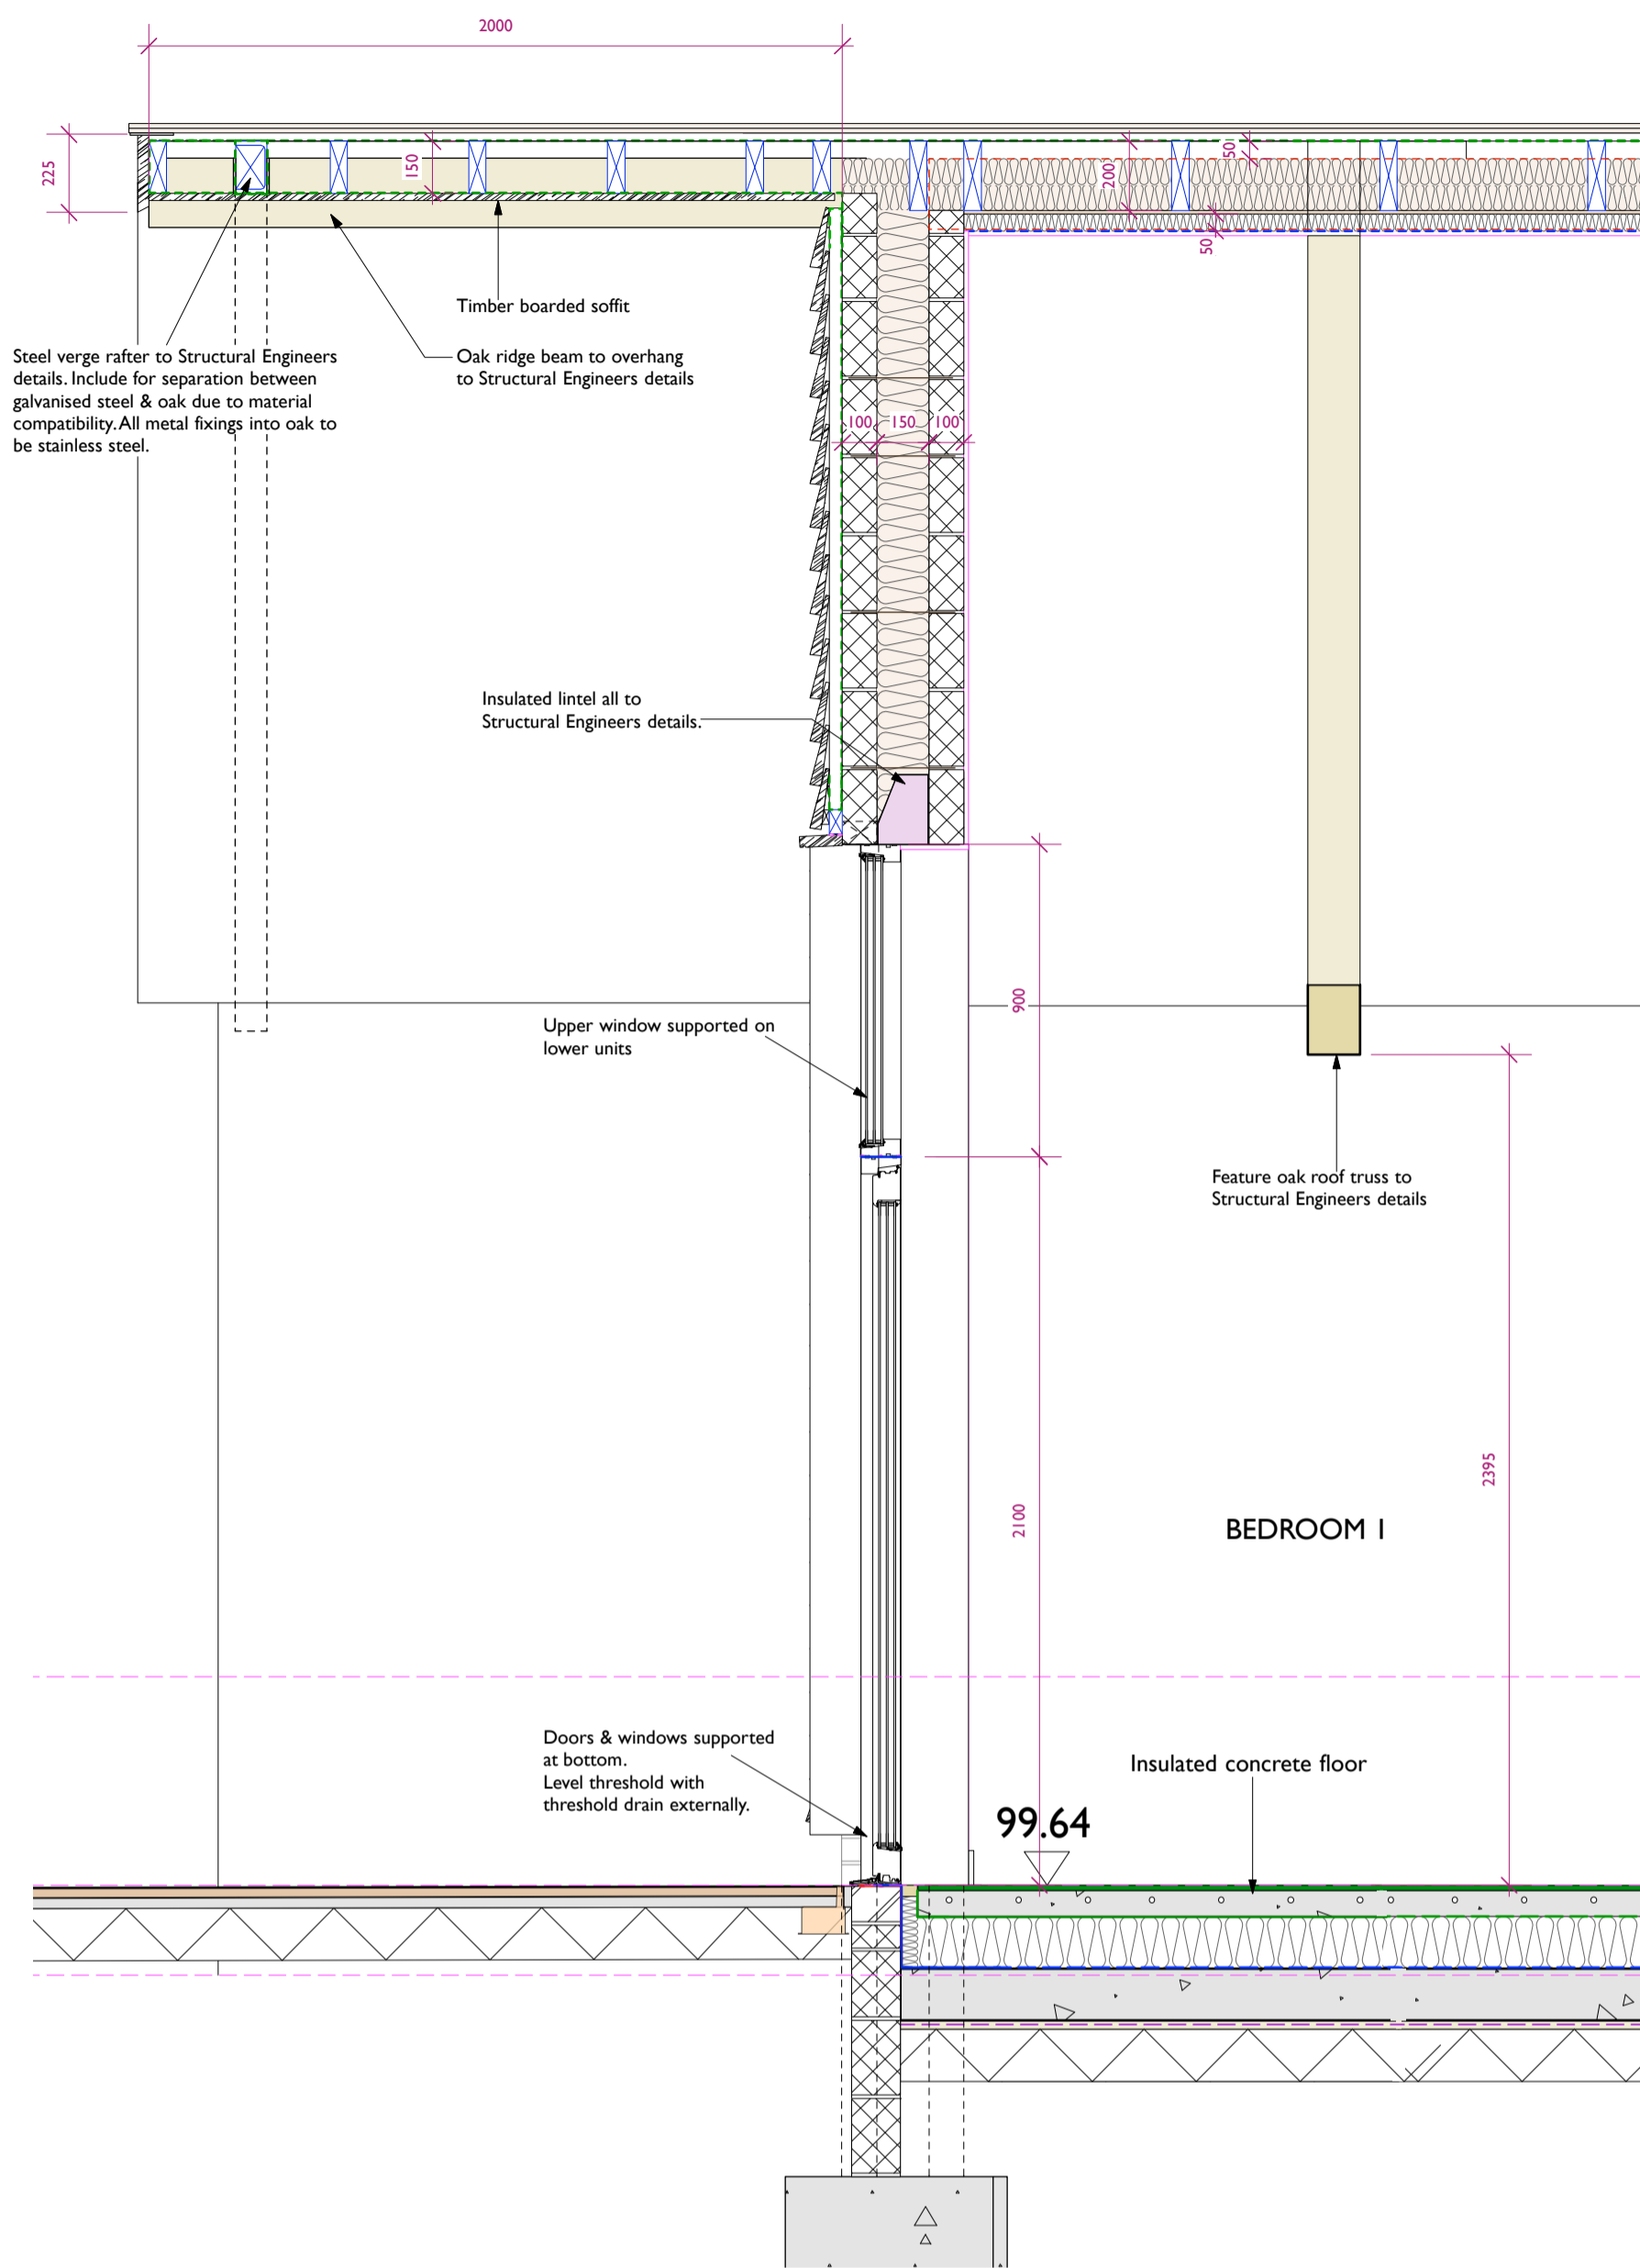 2000
225
150
200
50
50
Timber boarded soffit
Steel verge rafter to Structural Engineers
details. Include for separation between
galvanised steel & oak due to material
compatibility. All metal fixings into oak to
be stainless steel.
Oak ridge beam to overhang
to Structural Engineers details
100
150
100
Insulated lintel all to
Structural Engineers details.
900
Upper window supported on
lower units
Feature oak roof truss to
Structural Engineers details
2100
2395
BEDROOM 1
Doors & windows supported
at bottom.
Level threshold with
threshold drain externally.
Insulated concrete floor
99.64